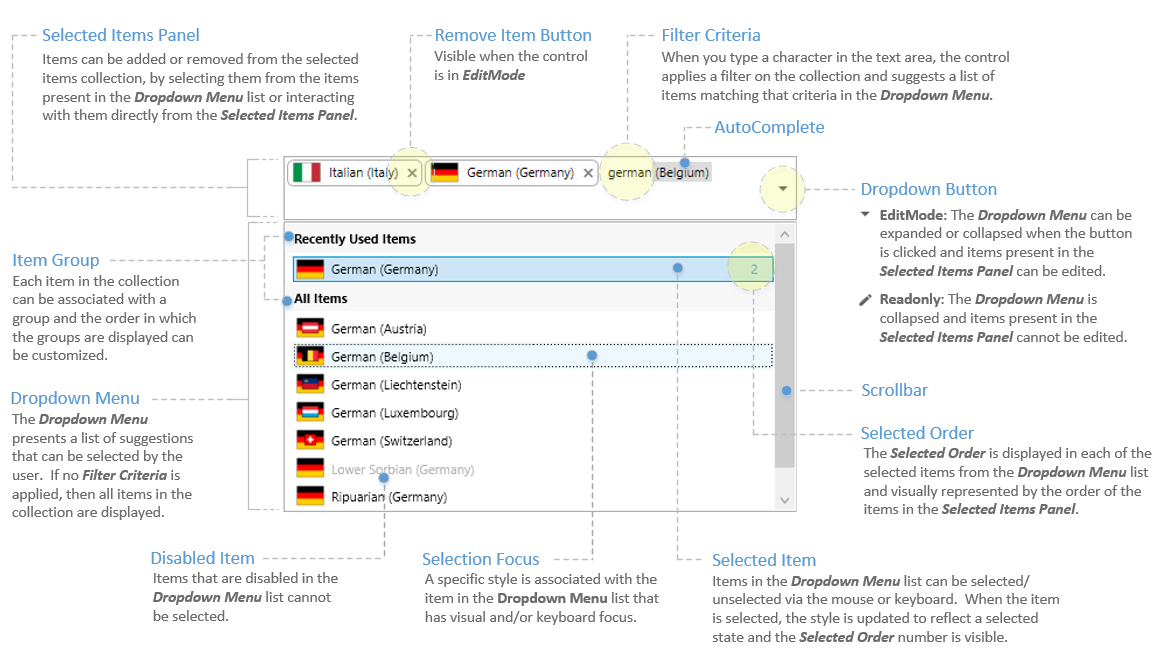 Selected Items Panel
Items can be added or removed from the selected
items collection, by selecting them from the items
present in the Dropdown Menu list or interacting
with them directly from the Selected Items Panel.
Remove Item Button
Visible when the control
is in EditMode
Filter Criteria
When you type a character in the text area, the control
applies a filter on the collection and suggests a list of
items matching that criteria in the Dropdown Menu.
AutoComplete
Italian (Italy) ×
German (Germany) ×
german (Belgium)
Dropdown Button
EditMode: The Dropdown Menu can be
expanded or collapsed when the button
is clicked and items present in the
Selected Items Panel can be edited.
Readonly: The Dropdown Menu is
collapsed and items present in the
Selected Items Panel cannot be edited.
Item Group
Each item in the collection
can be associated with a
group and the order in which
the groups are displayed can
be customized.
Recently Used Items
German (Germany) 2
All Items
German (Austria)
German (Belgium)
German (Liechtenstein)
German (Luxembourg)
German (Switzerland)
Lower Sorbian (Germany)
Ripuarian (Germany)
Dropdown Menu
The Dropdown Menu
presents a list of suggestions
that can be selected by the
user.  If no Filter Criteria is
applied, then all items in the
collection are displayed.
Scrollbar
Selected Order
The Selected Order is displayed in each of the
selected items from the Dropdown Menu list
and visually represented by the order of the
items in the Selected Items Panel.
Disabled Item
Items that are disabled in the
Dropdown Menu list cannot
be selected.
Selection Focus
A specific style is associated with the
item in the Dropdown Menu list that
has visual and/or keyboard focus.
Selected Item
Items in the Dropdown Menu list can be selected/
unselected via the mouse or keyboard.  When the item
is selected, the style is updated to reflect a selected
state and the Selected Order number is visible.